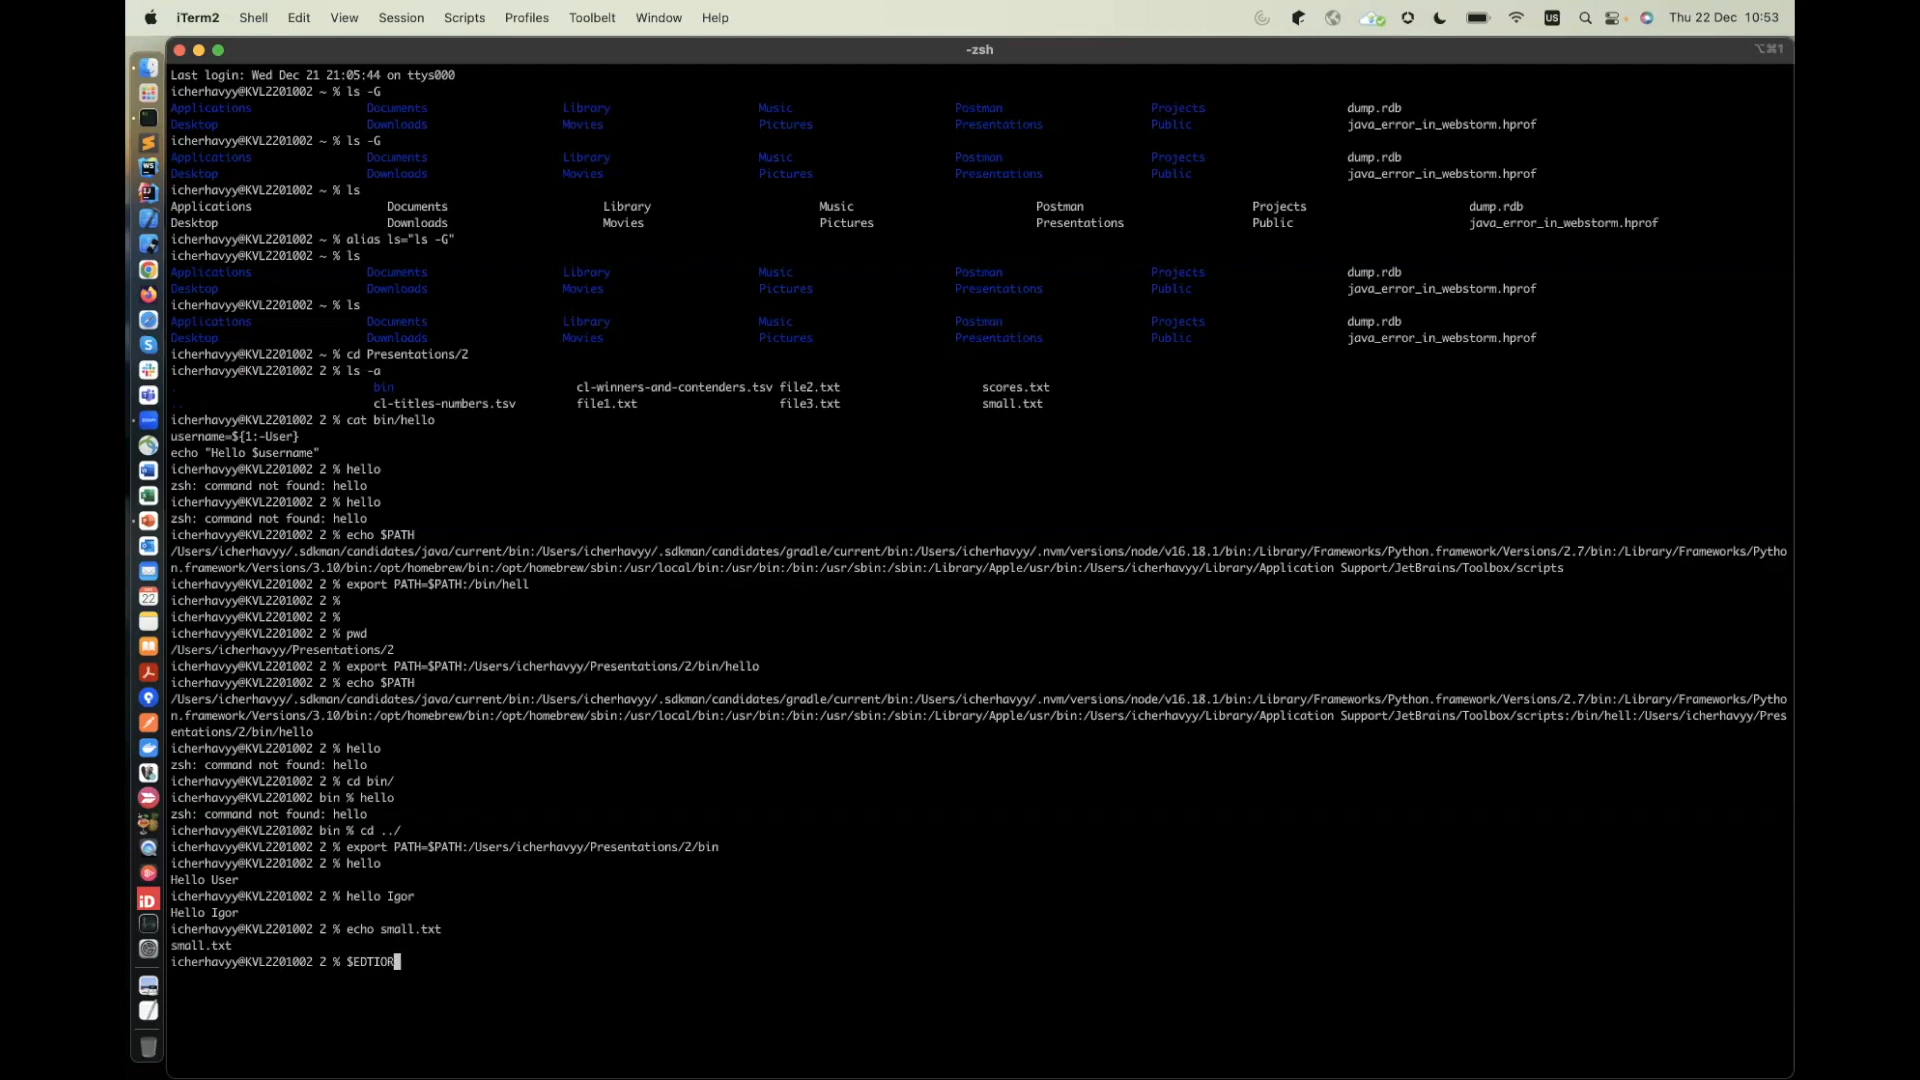 iTerm2 Shell Edit View Session Scripts Profiles Toolbelt Window Help US Thu 22 Dec 10:53
-zsh ⌥⌘1
Last login: Wed Dec 21 21:05:44 on ttys000
icherhavyy@KVL2201002 ~ % ls -G
Applications Documents Library Music Postman Projects dump.rdb
Desktop Downloads Movies Pictures Presentations Public java_error_in_webstorm.hprof
icherhavyy@KVL2201002 ~ % ls -G
Applications Documents Library Music Postman Projects dump.rdb
Desktop Downloads Movies Pictures Presentations Public java_error_in_webstorm.hprof
icherhavyy@KVL2201002 ~ % ls
Applications Documents Library Music Postman Projects dump.rdb
Desktop Downloads Movies Pictures Presentations Public java_error_in_webstorm.hprof
icherhavyy@KVL2201002 ~ % alias ls="ls -G"
icherhavyy@KVL2201002 ~ % ls
Applications Documents Library Music Postman Projects dump.rdb
Desktop Downloads Movies Pictures Presentations Public java_error_in_webstorm.hprof
icherhavyy@KVL2201002 ~ % ls
Applications Documents Library Music Postman Projects dump.rdb
Desktop Downloads Movies Pictures Presentations Public java_error_in_webstorm.hprof
icherhavyy@KVL2201002 ~ % cd Presentations/2
icherhavyy@KVL2201002 2 % ls -a
. bin cl-winners-and-contenders.tsv file2.txt scores.txt
.. cl-titles-numbers.tsv file1.txt file3.txt small.txt
icherhavyy@KVL2201002 2 % cat bin/hello
username=${1:-User}
echo "Hello $username"
icherhavyy@KVL2201002 2 % hello
zsh: command not found: hello
icherhavyy@KVL2201002 2 % hello
zsh: command not found: hello
icherhavyy@KVL2201002 2 % echo $PATH
/Users/icherhavyy/.sdkman/candidates/java/current/bin:/Users/icherhavyy/.sdkman/candidates/gradle/current/bin:/Users/icherhavyy/.nvm/versions/node/v16.18.1/bin:/Library/Frameworks/Python.framework/Versions/2.7/bin:/Library/Frameworks/Pytho
n.framework/Versions/3.10/bin:/opt/homebrew/bin:/opt/homebrew/sbin:/usr/local/bin:/usr/bin:/bin:/usr/sbin:/sbin:/Library/Apple/usr/bin:/Users/icherhavyy/Library/Application Support/JetBrains/Toolbox/scripts
icherhavyy@KVL2201002 2 % export PATH=$PATH:/bin/hell
icherhavyy@KVL2201002 2 %
icherhavyy@KVL2201002 2 %
icherhavyy@KVL2201002 2 % pwd
/Users/icherhavyy/Presentations/2
icherhavyy@KVL2201002 2 % export PATH=$PATH:/Users/icherhavyy/Presentations/2/bin/hello
icherhavyy@KVL2201002 2 % echo $PATH
/Users/icherhavyy/.sdkman/candidates/java/current/bin:/Users/icherhavyy/.sdkman/candidates/gradle/current/bin:/Users/icherhavyy/.nvm/versions/node/v16.18.1/bin:/Library/Frameworks/Python.framework/Versions/2.7/bin:/Library/Frameworks/Pytho
n.framework/Versions/3.10/bin:/opt/homebrew/bin:/opt/homebrew/sbin:/usr/local/bin:/usr/bin:/bin:/usr/sbin:/sbin:/Library/Apple/usr/bin:/Users/icherhavyy/Library/Application Support/JetBrains/Toolbox/scripts:/bin/hell:/Users/icherhavyy/Pres
entations/2/bin/hello
icherhavyy@KVL2201002 2 % hello
zsh: command not found: hello
icherhavyy@KVL2201002 2 % cd bin/
icherhavyy@KVL2201002 bin % hello
zsh: command not found: hello
icherhavyy@KVL2201002 bin % cd ../
icherhavyy@KVL2201002 2 % export PATH=$PATH:/Users/icherhavyy/Presentations/2/bin
icherhavyy@KVL2201002 2 % hello
Hello User
icherhavyy@KVL2201002 2 % hello Igor
Hello Igor
icherhavyy@KVL2201002 2 % echo small.txt
small.txt
icherhavyy@KVL2201002 2 % $EDTIOR